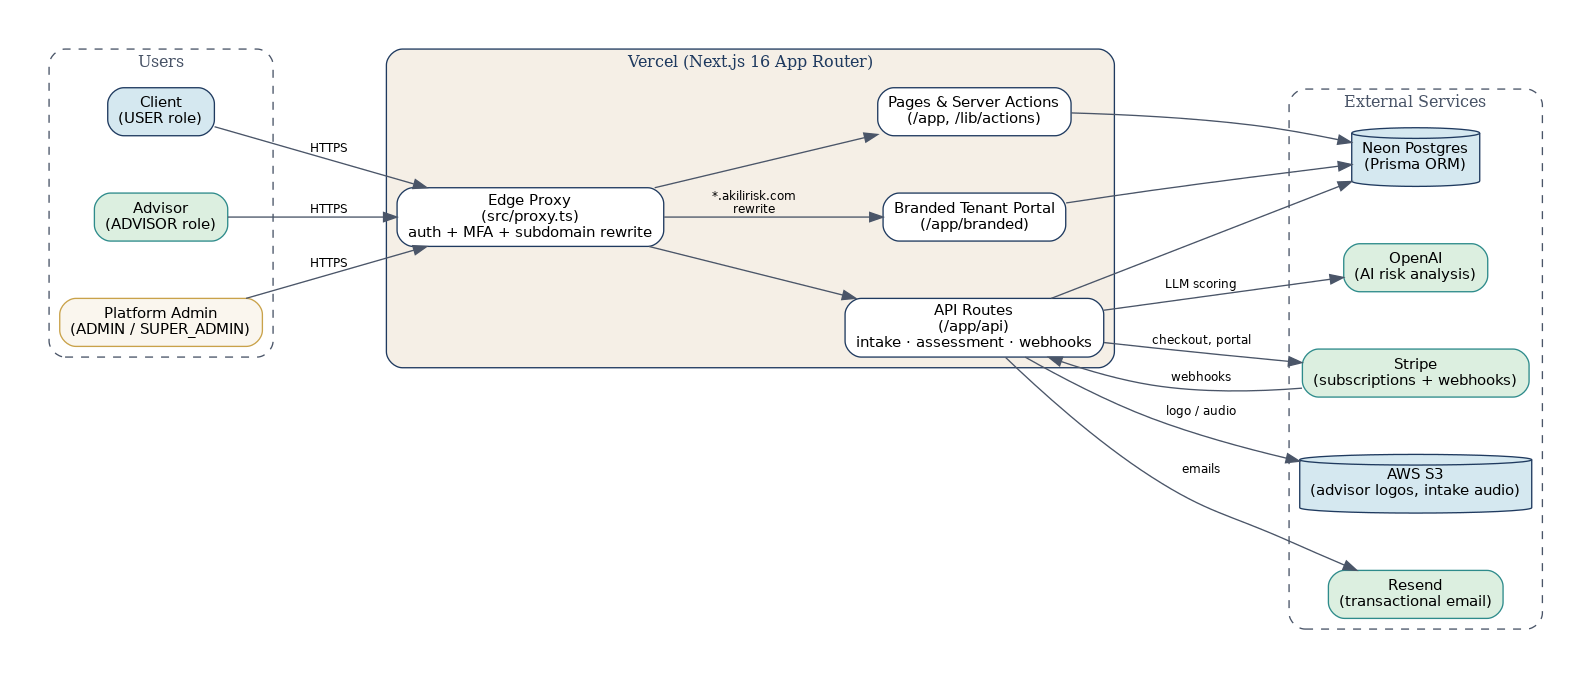 Users
Client
(USER role)
Advisor
(ADVISOR role)
Platform Admin
(ADMIN / SUPER_ADMIN)
HTTPS
HTTPS
HTTPS
Vercel (Next.js 16 App Router)
Edge Proxy
(src/proxy.ts)
auth + MFA + subdomain rewrite
*.akilirisk.com
rewrite
Pages & Server Actions
(/app, /lib/actions)
Branded Tenant Portal
(/app/branded)
API Routes
(/app/api)
intake · assessment · webhooks
LLM scoring
checkout, portal
webhooks
logo / audio
emails
External Services
Neon Postgres
(Prisma ORM)
OpenAI
(AI risk analysis)
Stripe
(subscriptions + webhooks)
AWS S3
(advisor logos, intake audio)
Resend
(transactional email)